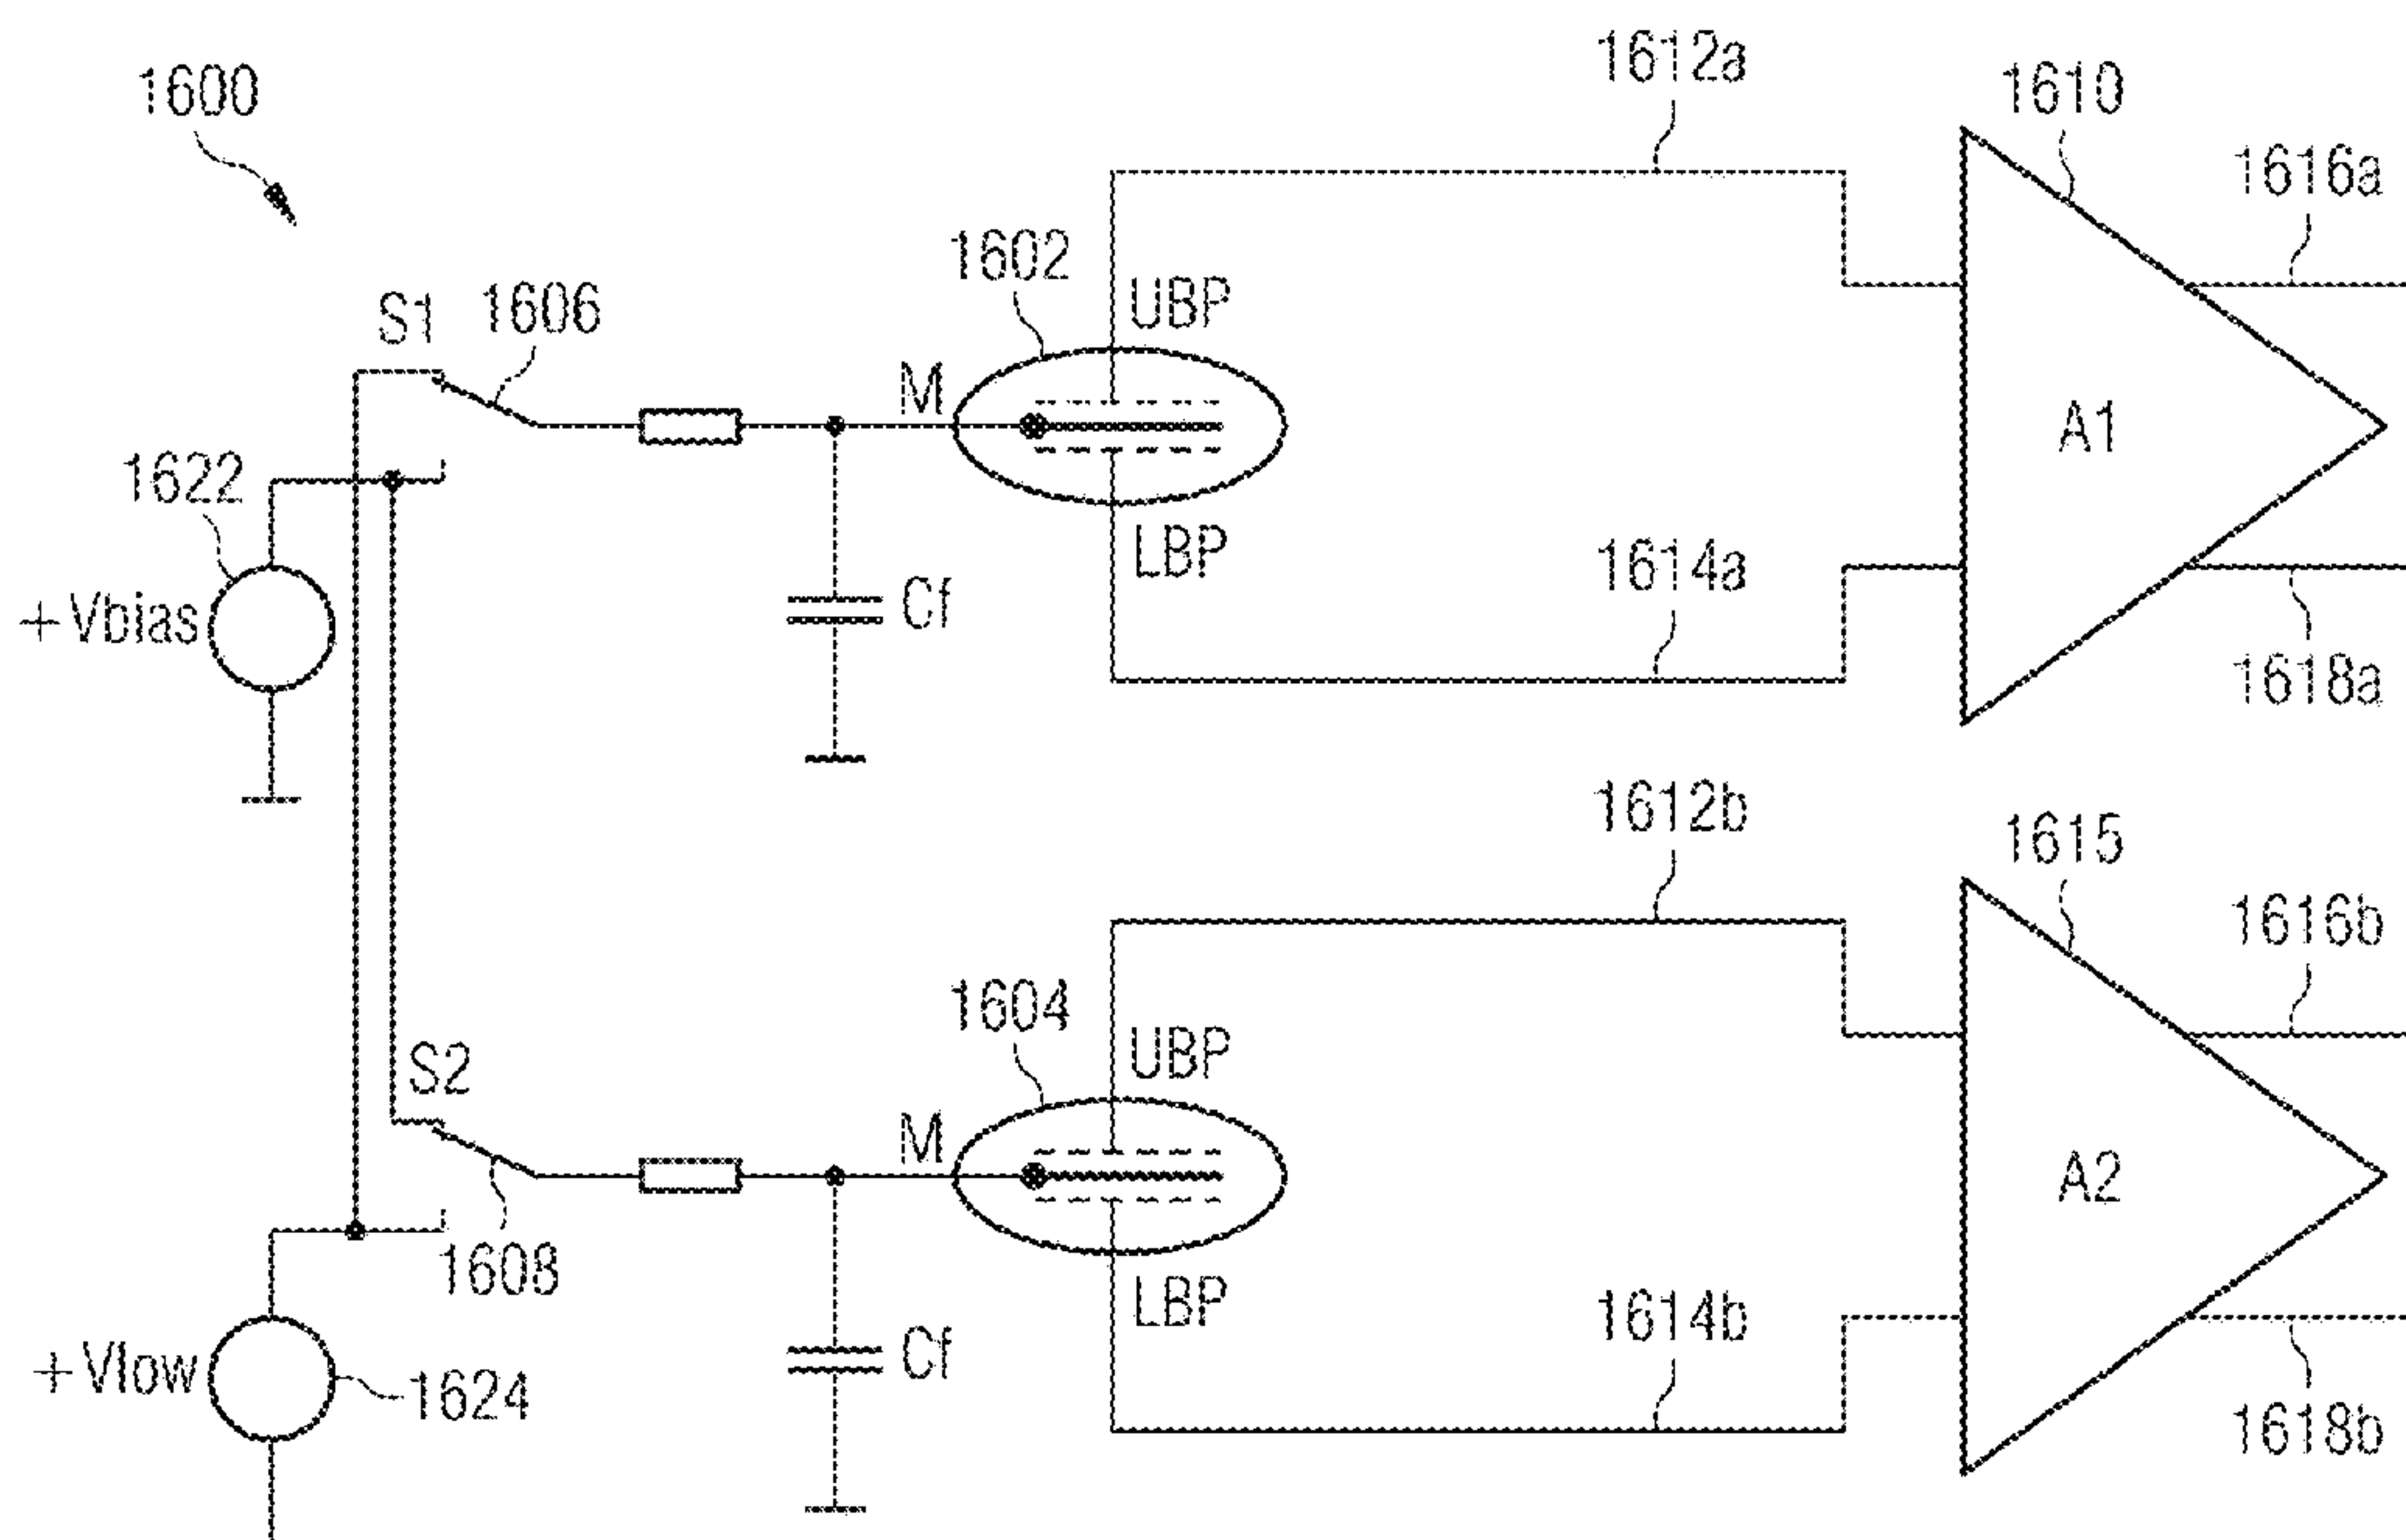 1600
1612a
1610
1616a
1602
S1
1606
UBP
M
A1
1622
LBP
1614a
+Vbias
Cf
1618a
1612b
1615
1616b
1604
S2
UBP
M
A2
1608
LBP
1614b
+Vlow
1624
Cf
1618b